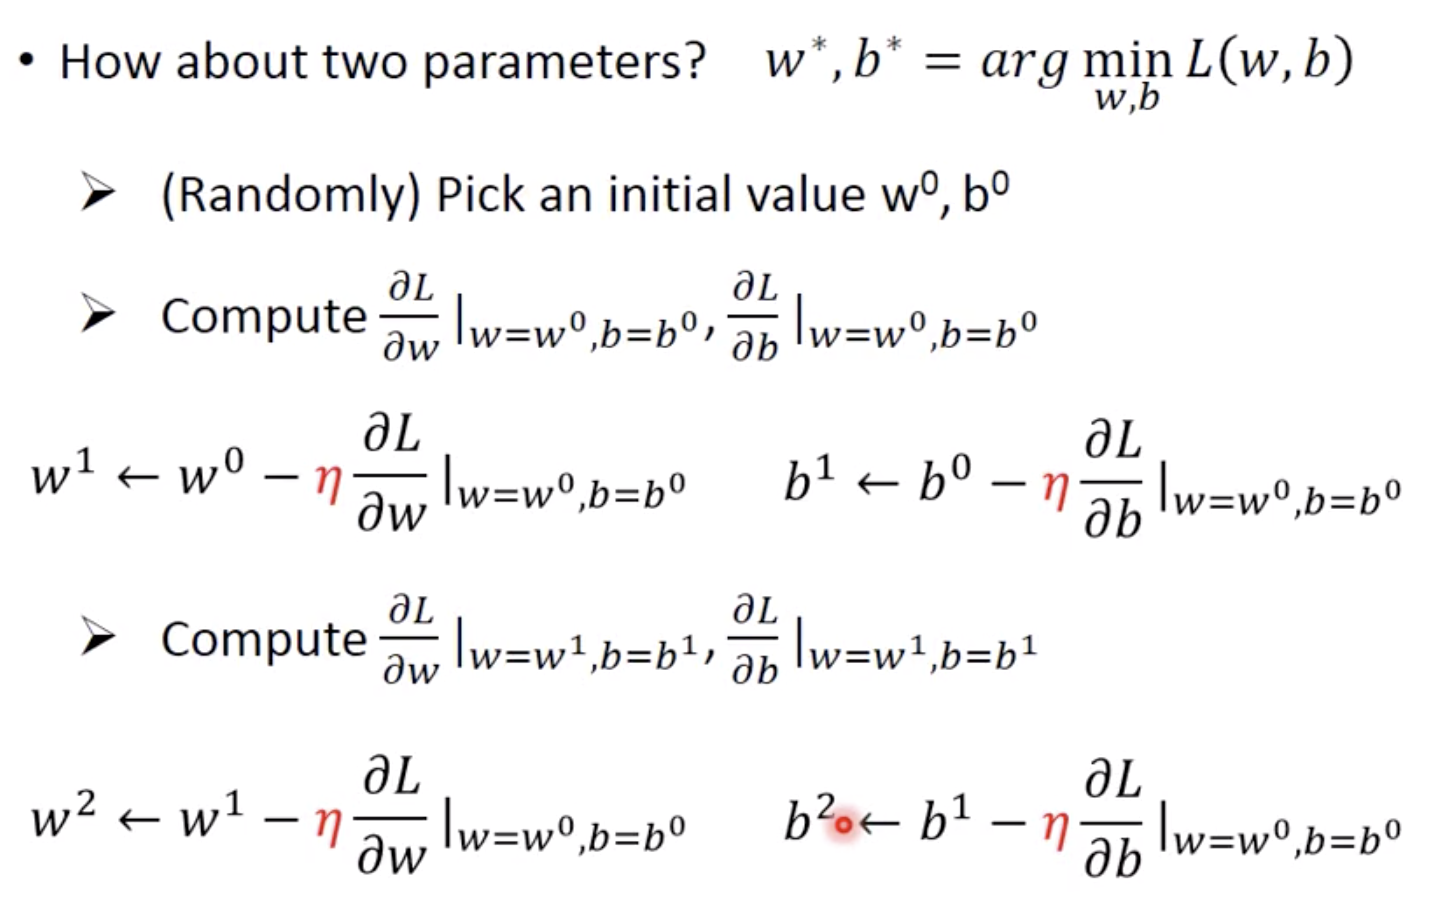 • How about two parameters? w*, b* = arg min_{w,b} L(w, b)
➢ (Randomly) Pick an initial value w⁰, b⁰
➢ Compute ∂L/∂w |_{w=w⁰,b=b⁰}, ∂L/∂b |_{w=w⁰,b=b⁰}
w¹ ← w⁰ − η ∂L/∂w |_{w=w⁰,b=b⁰} b¹ ← b⁰ − η ∂L/∂b |_{w=w⁰,b=b⁰}
➢ Compute ∂L/∂w |_{w=w¹,b=b¹}, ∂L/∂b |_{w=w¹,b=b¹}
w² ← w¹ − η ∂L/∂w |_{w=w⁰,b=b⁰} b² ← b¹ − η ∂L/∂b |_{w=w⁰,b=b⁰}